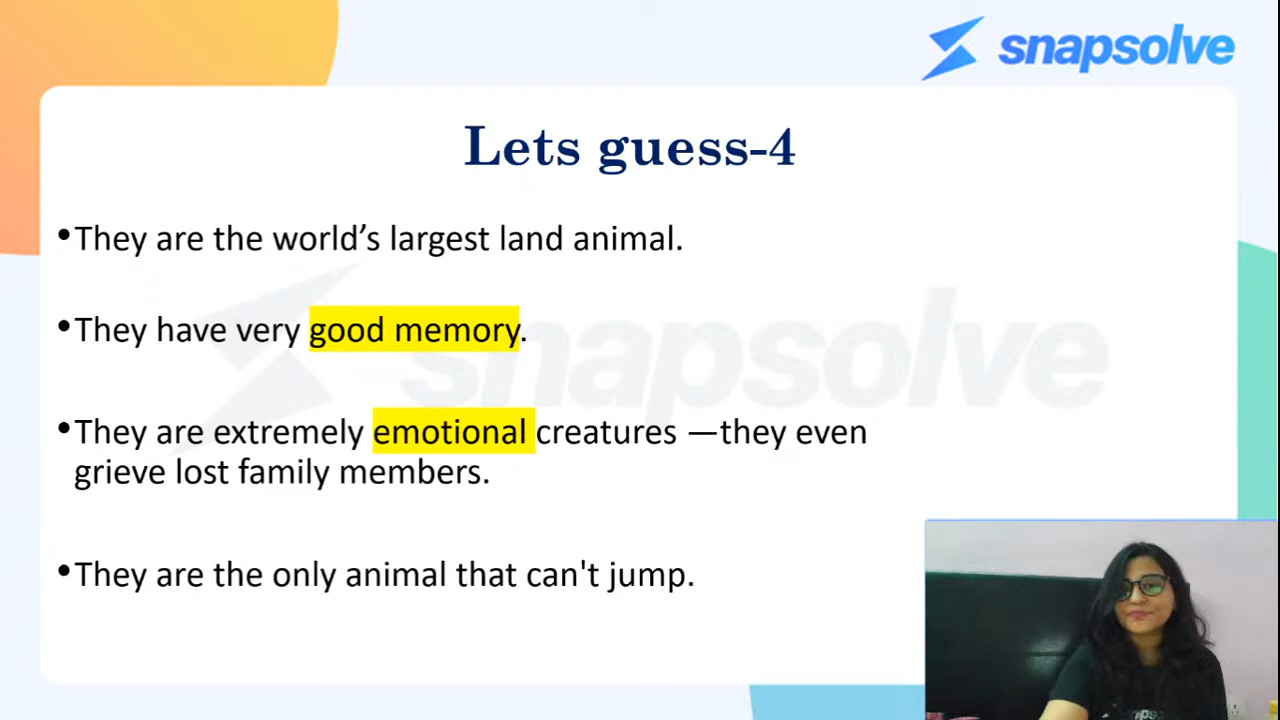 snapsolve
Lets guess-4
•They are the world’s largest land animal.
•They have very good memory.
snapsolve
•They are extremely emotional creatures —they even
grieve lost family members.
•They are the only animal that can't jump.